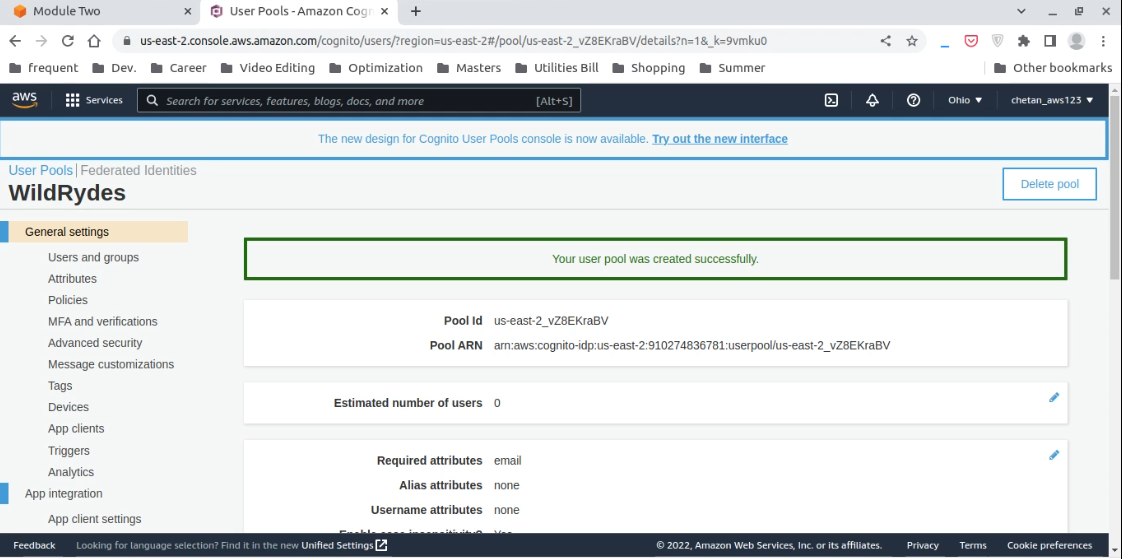 Module Two
User Pools - Amazon Cogn
us-east-2.console.aws.amazon.com/cognito/users/?region=us-east-2#/pool/us-east-2_vZ8EKraBV/details?n=1&_k=9vmku0
frequent Dev. Career Video Editing Optimization Masters Utilities Bill Shopping Summer Other bookmarks
aws Services Search for services, features, blogs, docs, and more [Alt+S] Ohio chetan_aws123
The new design for Cognito User Pools console is now available. Try out the new interface
User Pools | Federated Identities
WildRydes
Delete pool
General settings
Users and groups
Attributes
Policies
MFA and verifications
Advanced security
Message customizations
Tags
Devices
App clients
Triggers
Analytics
App integration
App client settings
Your user pool was created successfully.
Pool Id us-east-2_vZ8EKraBV
Pool ARN arn:aws:cognito-idp:us-east-2:910274836781:userpool/us-east-2_vZ8EKraBV
Estimated number of users 0
Required attributes email
Alias attributes none
Username attributes none
Enable case insensitivity? Yes
Feedback Looking for language selection? Find it in the new Unified Settings © 2022, Amazon Web Services, Inc. or its affiliates. Privacy Terms Cookie preferences